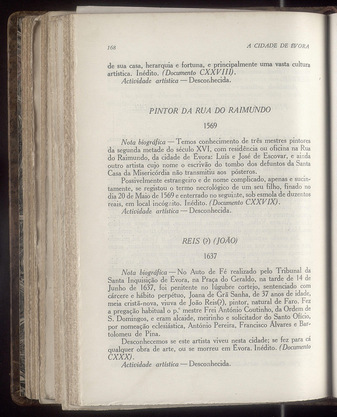 168 A CIDADE DE EVORA
de sua casa, herarquia e fortuna, e principalmente uma vasta cultura
artística. Inédito. (Documento CXXVIII).
Actividade artística — Desconhecida.
PINTOR DA RUA DO RAIMUNDO
1569
Nota biográfica — Temos conhecimento de três mestres pintores
da segunda metade do século XVI, com residência ou oficina na Rua
do Raimundo, da cidade de Evora: Luís e José de Escovar, e ainda
outro artista cujo nome o escrivão do tombo dos defuntos da Santa
Casa da Misericórdia não transmitiu aos pósteros.
Possivelmente estrangeiro e de nome complicado, apenas e sucin-
tamente, se registou o termo necrológico de um seu filho, finado no
dia 20 de Maio de 1569 e enterrado no seguinte, sob esmola de duzentos
reais, em local incógnito. Inédito. (Documento CXXVIX).
Actividade artística — Desconhecida.
REIS (?) (JOÃO)
1637
Nota biográfica — No Auto de Fé realizado pelo Tribunal da
Santa Inquisição de Evora, na Praça do Geraldo, na tarde de 14 de
Junho de 1637, foi penitente no lúgubre cortejo, sentenciado com
cárcere e hábito perpétuo, Joana de Grã Sanha, de 37 anos de idade,
meia cristã-nova, viuva de João Reis(?), pintor, natural de Faro. Fez
a pregação habitual o p.e mestre Frei António Coutinho, da Ordem de
S. Domingos, e eram alcaide, meirinho e solicitador do Santo Ofício,
por nomeação eclesiástica, António Pereira, Francisco Álvares e Bar-
tolomeu de Pina.
Desconhecemos se este artista viveu nesta cidade; se fez para cá
qualquer obra de arte, ou se morreu em Evora. Inédito. (Documento
CXXX).
Actividade artística — Desconhecida.